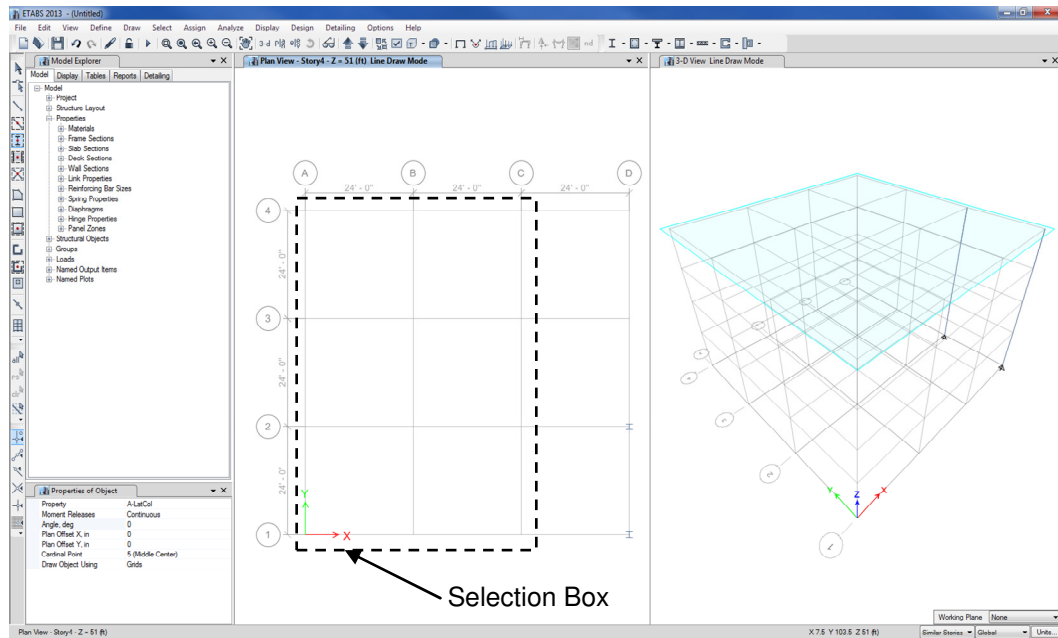 ETABS 2013 - (Untitled)
File Edit View Define Draw Select Assign Analyze Display Design Detailing Options Help
3-d
nd
Model Explorer
Model Display Tables Reports Detailing
Model
Project
Structure Layout
Properties
Materials
Frame Sections
Slab Sections
Deck Sections
Wall Sections
Link Properties
Reinforcing Bar Sizes
Spring Properties
Diaphragms
Hinge Properties
Panel Zones
Structural Objects
Groups
Loads
Named Output Items
Named Plots
Properties of Object
Property A-LatCol
Moment Releases Continuous
Angle, deg 0
Plan Offset X, in 0
Plan Offset Y, in 0
Cardinal Point 5 (Middle Center)
Draw Object Using Grids
Plan View - Story4 - Z = 51 (ft) Line Draw Mode
A B C D
24' - 0" 24' - 0" 24' - 0"
4
24' - 0"
3
24' - 0"
2
24' - 0"
Y
1
X
Selection Box
3-D View Line Draw Mode
Y Z X
Working Plane None
Plan View - Story4 - Z = 51 (ft)
X 7.5 Y 103.5 Z 51 (ft)
Similar Stories Global Units...